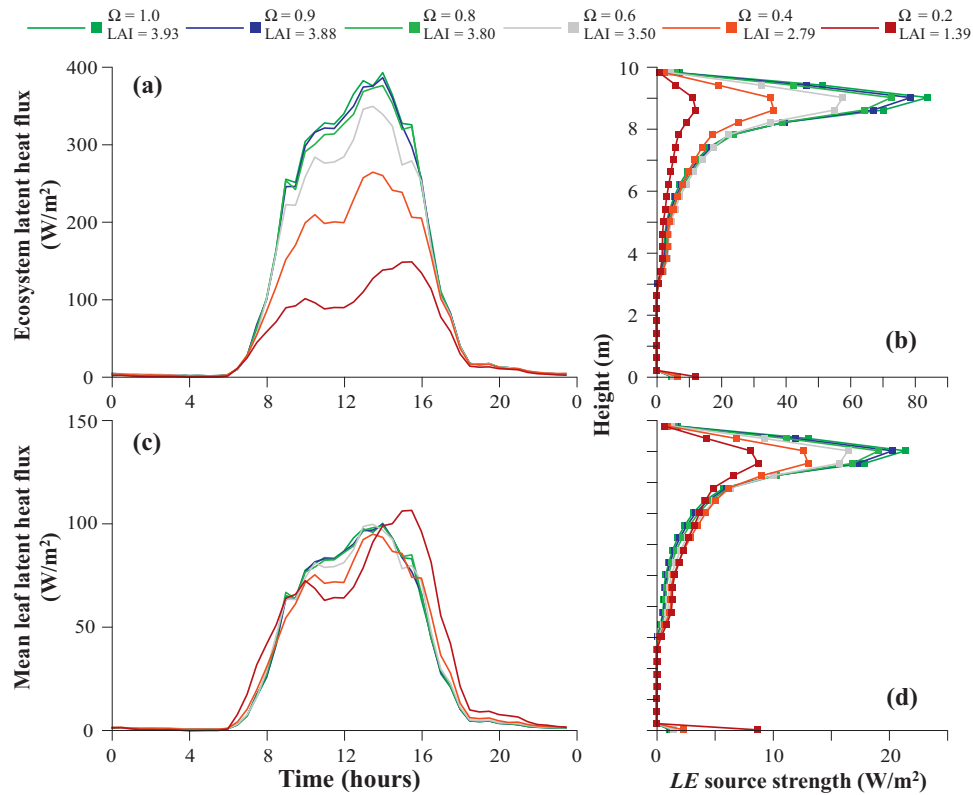 Ω = 1.0 Ω = 0.9 Ω = 0.8 Ω = 0.6 Ω = 0.4 Ω = 0.2
LAI = 3.93 LAI = 3.88 LAI = 3.80 LAI = 3.50 LAI = 2.79 LAI = 1.39
(a)
Ecosystem latent heat flux
(W/m²)
400
300
200
100
0
0 4 8 12 16 20 0
(b)
Height (m)
10
8
6
4
2
0
0 20 40 60 80
(c)
Mean leaf latent heat flux
(W/m²)
150
100
50
0
0 4 8 12 16 20 0
Time (hours)
(d)
0 10 20
LE source strength (W/m²)